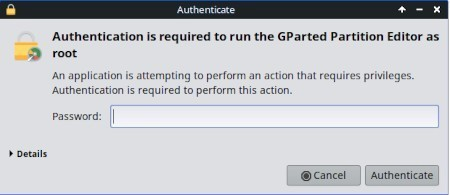 Authenticate
Authentication is required to run the GParted Partition Editor as
root
An application is attempting to perform an action that requires privileges.
Authentication is required to perform this action.
Password:
Details
Cancel
Authenticate